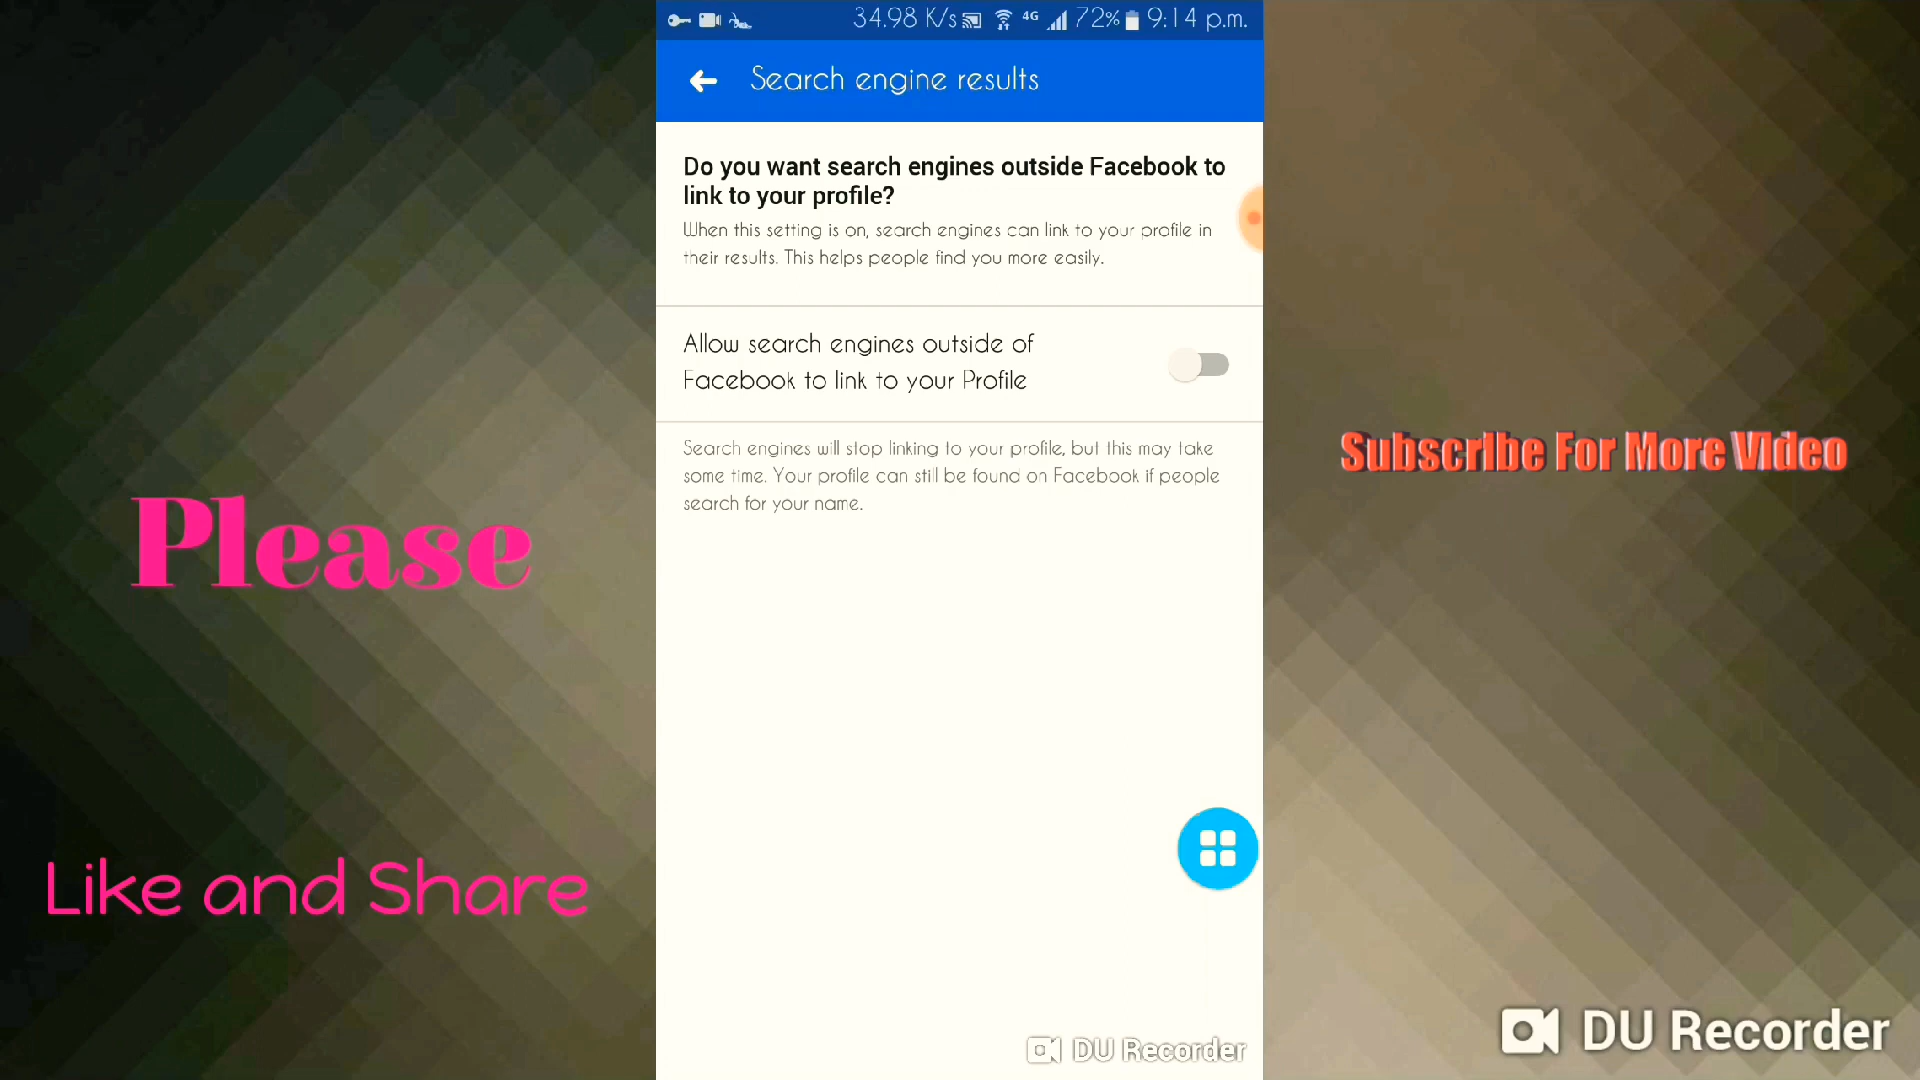 34.98 K/s 4G 72% 9:14 p.m.
Search engine results
Do you want search engines outside Facebook to
link to your profile?
When this setting is on, search engines can link to your profile in
their results. This helps people find you more easily.
Allow search engines outside of
Facebook to link to your Profile
Search engines will stop linking to your profile, but this may take
some time. Your profile can still be found on Facebook if people
search for your name.
DU Recorder
Please
Like and Share
Subscribe For More Video
DU Recorder